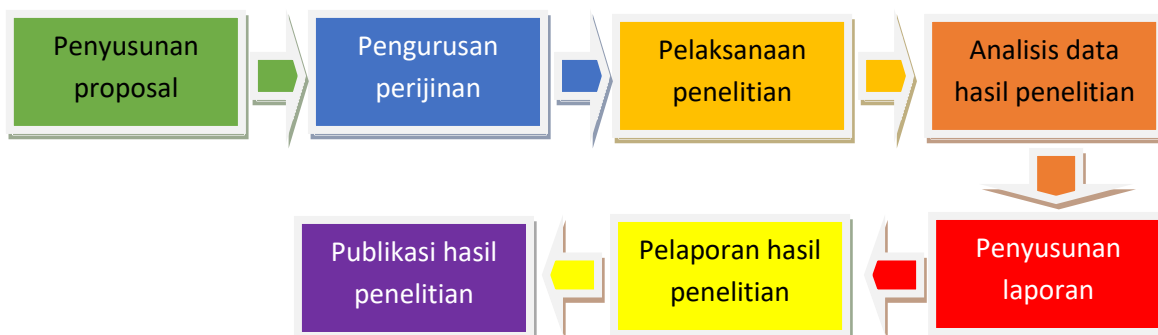 Penyusunan
proposal
Pengurusan
perijinan
Pelaksanaan
penelitian
Analisis data
hasil penelitian
Penyusunan
laporan
Pelaporan hasil
penelitian
Publikasi hasil
penelitian